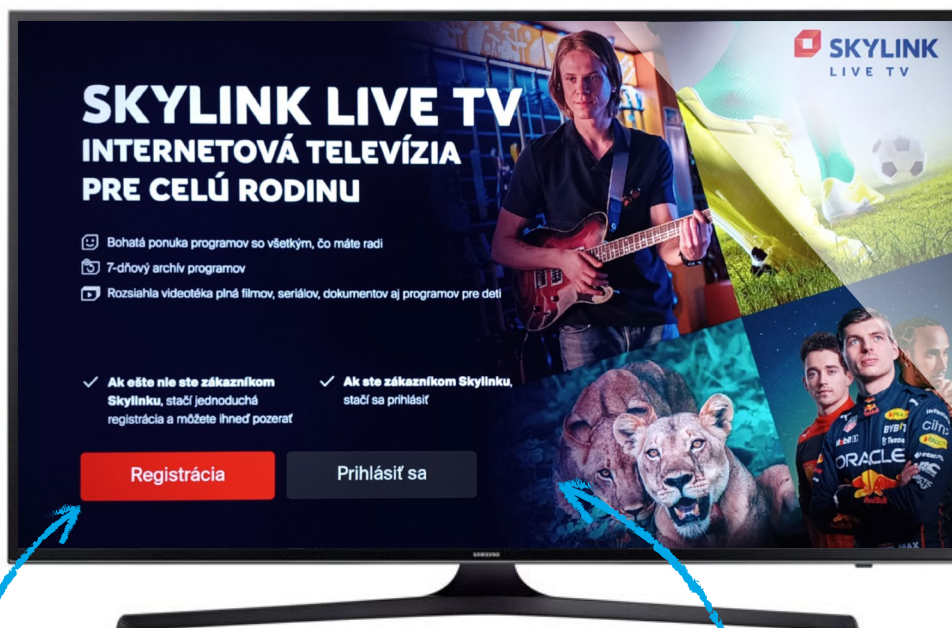 SKYLINK
LIVE TV
SKYLINK LIVE TV
INTERNETOVÁ TELEVÍZIA
PRE CELÚ RODINU
Bohatá ponuka programov so všetkým, čo máte radi
7-dňový archív programov
Rozsiahla videotéka plná filmov, seriálov, dokumentov aj programov pre deti
Ak ešte nie ste zákazníkom
Skylinku, stačí jednoduchá
registrácia a môžete ihneď pozerať
Ak ste zákazníkom Skylinku,
stačí sa prihlásiť
Registrácia
Prihlásiť sa
BYBIT
ORACLE
Red Bull
SAMSUNG